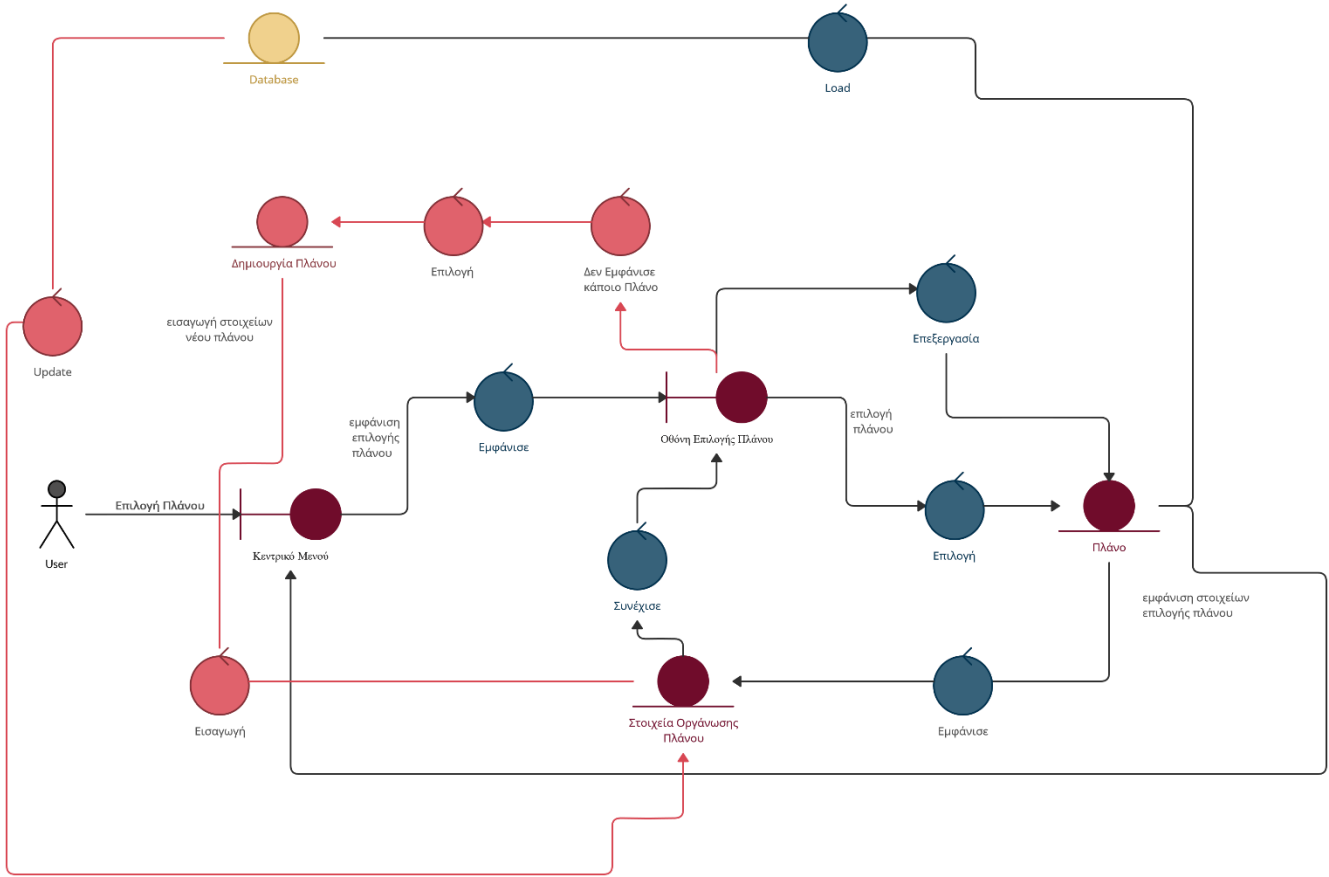 Database
Load
Δημιουργία Πλάνου
Επιλογή
Δεν Εμφάνισε
κάποιο Πλάνο
εισαγωγή στοιχείων
νέου πλάνου
Επεξεργασία
Update
εμφάνιση
επιλογής
πλάνου
Εμφάνισε
Οθόνη Επιλογής Πλάνου
επιλογή
πλάνου
Επιλογή Πλάνου
User
Κεντρικό Μενού
Επιλογή
Πλάνο
Συνέχισε
εμφάνιση στοιχείων
επιλογής πλάνου
Εισαγωγή
Στοιχεία Οργάνωσης
Πλάνου
Εμφάνισε